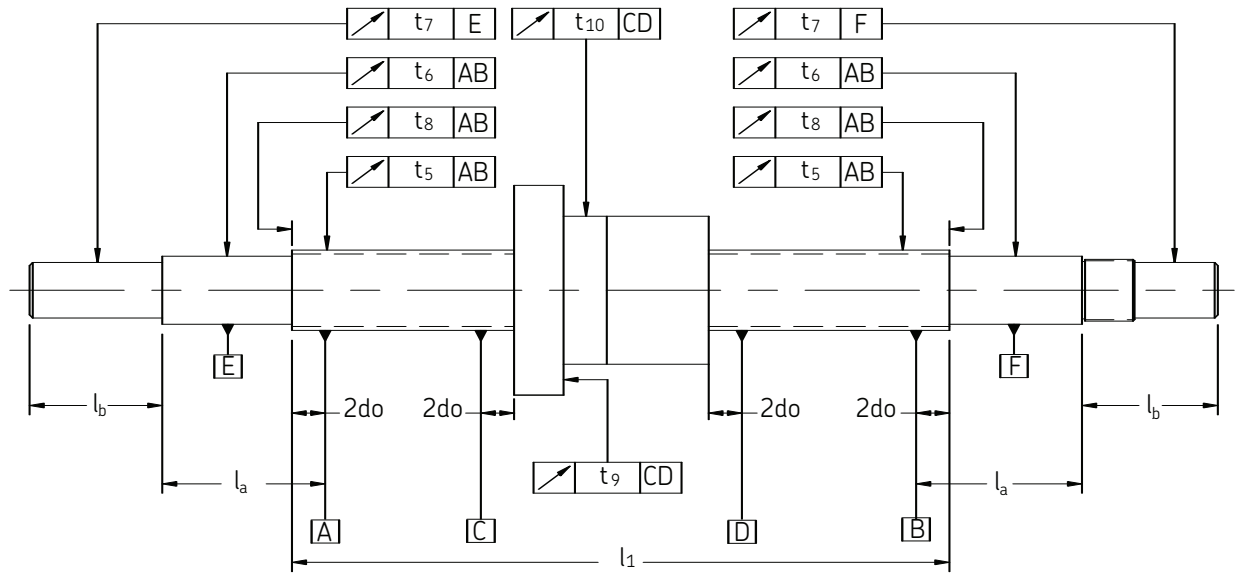 t7 E t10 CD t7 F
t6 AB t6 AB
t8 AB t8 AB
t5 AB t5 AB
E F
lb 2do 2do 2do 2do lb
la t9 CD la
A C D B
l1